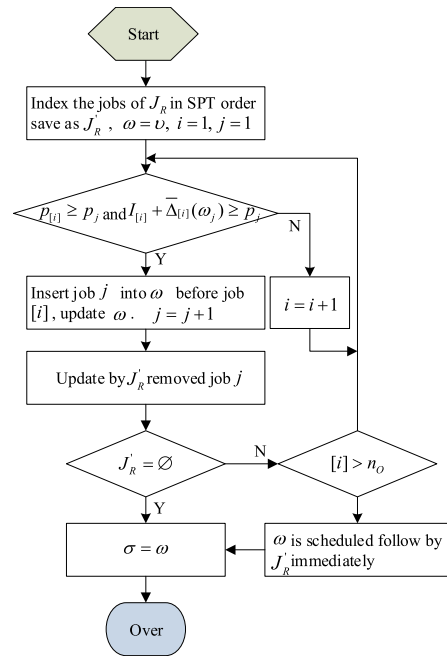 Start
Index the jobs of J_R in SPT order
save as J'_R , ω = υ, i = 1, j = 1
p_[i] ≥ p_j and I_[i] + Δ̅_[i](ω_j) ≥ p_j
N
Y
Insert job j into ω before job
[i], update ω. j = j+1
i = i+1
Update by J'_R removed job j
J'_R = ∅
N
[i] > n_O
Y
σ = ω
ω is scheduled follow by
J'_R immediately
Over